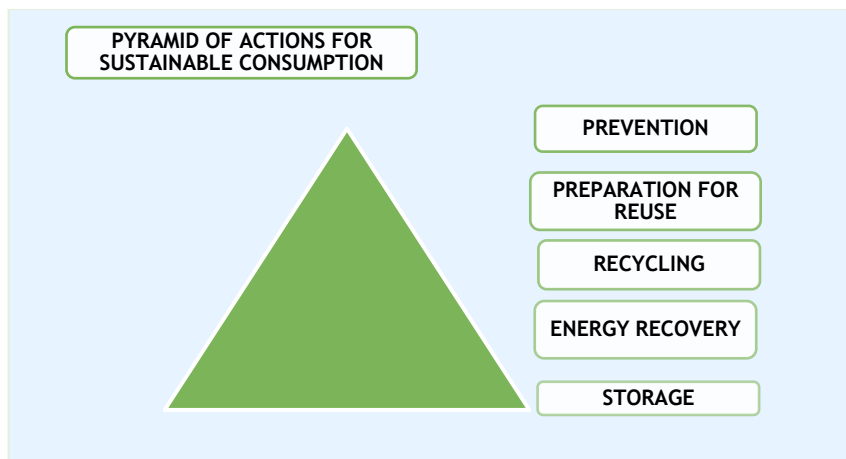 PYRAMID OF ACTIONS FOR
SUSTAINABLE CONSUMPTION
PREVENTION
PREPARATION FOR
REUSE
RECYCLING
ENERGY RECOVERY
STORAGE